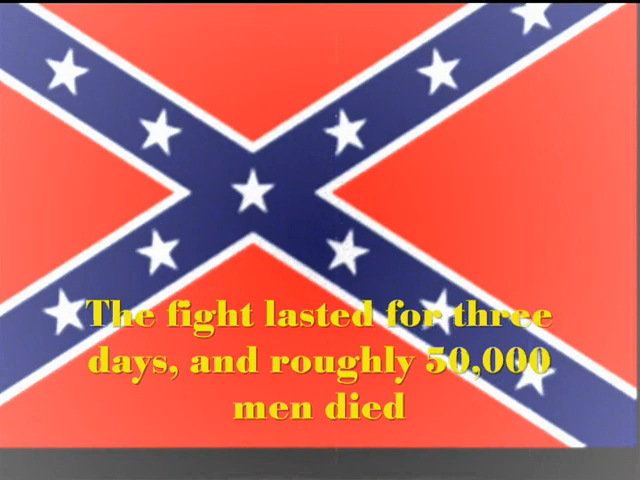 The fight lasted for three
days, and roughly 50,000
men died